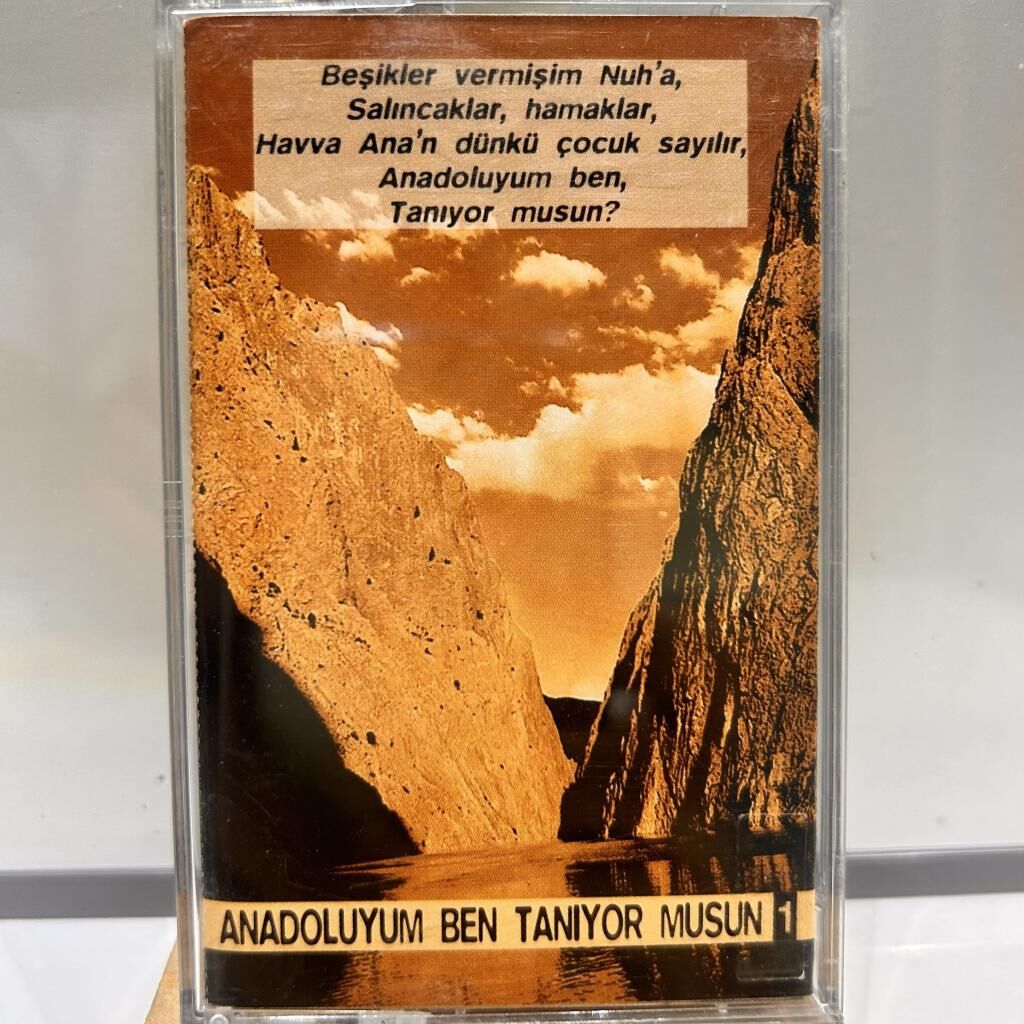 Beşikler vermişim Nuh'a,
Salıncaklar, hamaklar,
Havva Ana'n dünkü çocuk sayılır,
Anadoluyum ben,
Tanıyor musun?
ANADOLUYUM BEN TANIYOR MUSUN 1